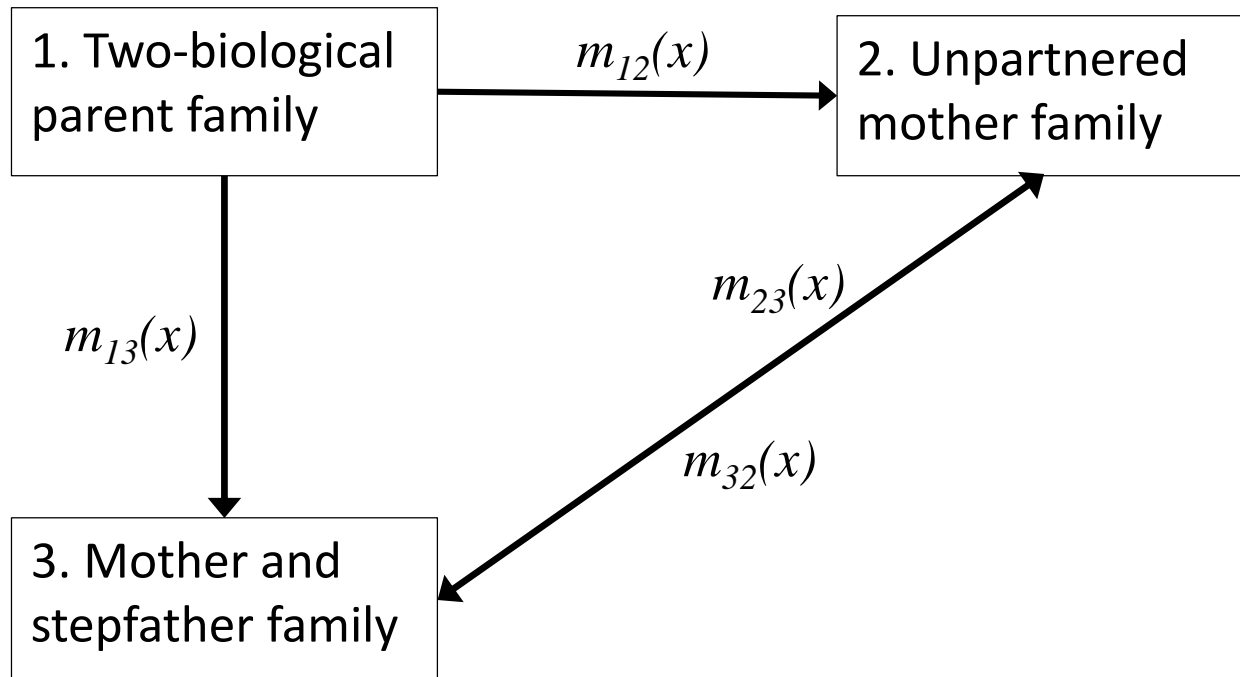 1. Two-biological
parent family
m12(x)
2. Unpartnered
mother family
m23(x)
m13(x)
m32(x)
3. Mother and
stepfather family